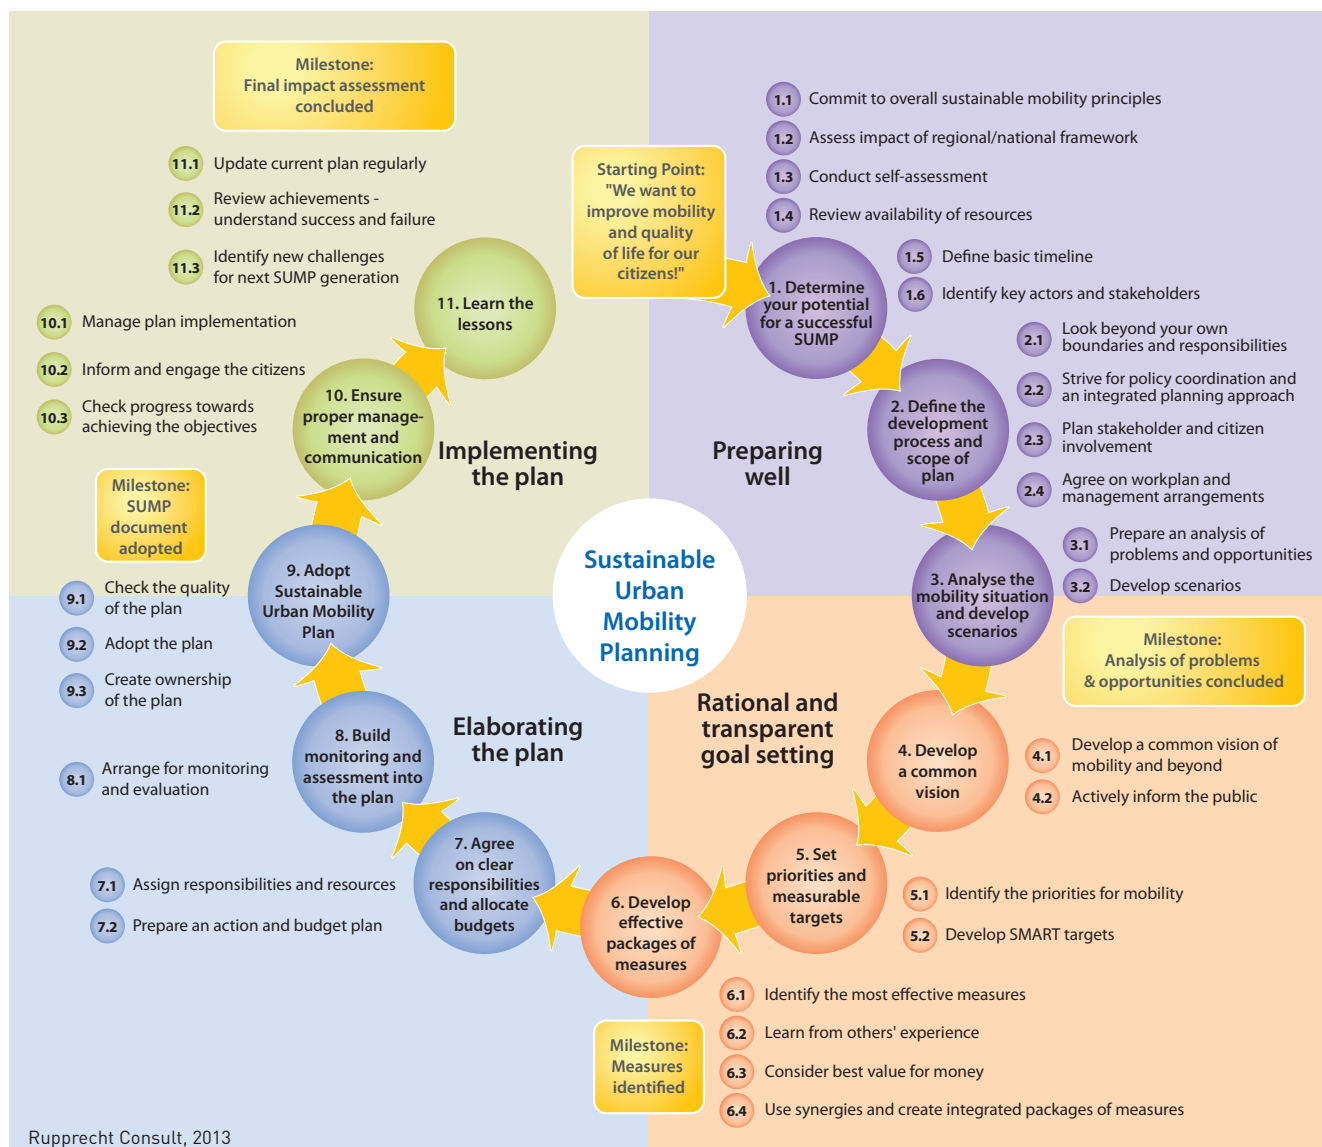 Starting Point:
"We want to
improve mobility
and quality
of life for our
citizens!"
Sustainable
Urban
Mobility
Planning
Preparing
well
1. Determine
your potential
for a successful
SUMP
1.1 Commit to overall sustainable mobility principles
1.2 Assess impact of regional/national framework
1.3 Conduct self-assessment
1.4 Review availability of resources
1.5 Define basic timeline
1.6 Identify key actors and stakeholders
2. Define the
development
process and
scope of
plan
2.1 Look beyond your own
boundaries and responsibilities
2.2 Strive for policy coordination and
an integrated planning approach
2.3 Plan stakeholder and citizen
involvement
2.4 Agree on workplan and
management arrangements
3. Analyse the
mobility situation
and develop
scenarios
3.1 Prepare an analysis of
problems and opportunities
3.2 Develop scenarios
Milestone:
Analysis of problems
& opportunities concluded
Rational and
transparent
goal setting
4. Develop
a common
vision
4.1 Develop a common vision of
mobility and beyond
4.2 Actively inform the public
5. Set
priorities and
measurable
targets
5.1 Identify the priorities for mobility
5.2 Develop SMART targets
6. Develop
effective
packages of
measures
6.1 Identify the most effective measures
6.2 Learn from others' experience
6.3 Consider best value for money
6.4 Use synergies and create integrated packages of measures
Milestone:
Measures
identified
Elaborating
the plan
7. Agree
on clear
responsibilities
and allocate
budgets
7.1 Assign responsibilities and resources
7.2 Prepare an action and budget plan
8. Build
monitoring and
assessment into
the plan
8.1 Arrange for monitoring
and evaluation
9. Adopt
Sustainable
Urban Mobility
Plan
9.1 Check the quality
of the plan
9.2 Adopt the plan
9.3 Create ownership
of the plan
Milestone:
SUMP
document
adopted
Implementing
the plan
10. Ensure
proper manage-
ment and
communication
10.1 Manage plan implementation
10.2 Inform and engage the citizens
10.3 Check progress towards
achieving the objectives
11. Learn the
lessons
11.1 Update current plan regularly
11.2 Review achievements -
understand success and failure
11.3 Identify new challenges
for next SUMP generation
Milestone:
Final impact assessment
concluded
Rupprecht Consult, 2013